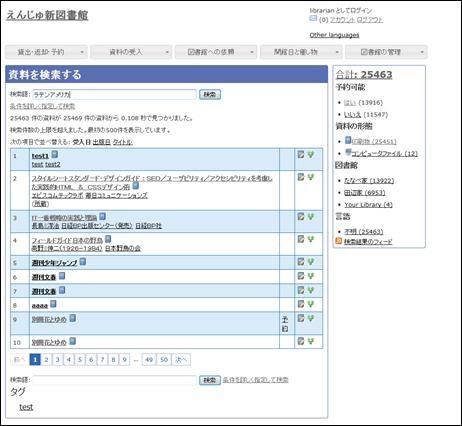 えんじゅ新図書館
librarian としてログイン
(0) アカウント ログアウト
Other languages
貸出・返却・予約
資料の受入
図書館への依頼
開館日と催し物
図書館の管理
資料を検索する
検索語: ラテンアメリカ 検索
条件を詳しく指定して検索
25463 件の資料が 25469 件の資料から 0.108 秒で見つかりました。
検索件数の上限を超えました。最初の500件を表示しています。
次の項目で並べ替える: 受入日 出版日 タイトル
1 test1
test test2
2 スタイルシートスタンダード・デザインガイド : SEO/ユーザビリティ/アクセシビリティを考慮し
た実践的HTML & CSSデザイン術
エビスコムテックラボ 毎日コミュニケーションズ
(所蔵)
3 IT一番戦略の実践と理論
日経BP出版センター(発売) 日経BP社
4 フィールドガイド日本の野鳥
高野∥伸二(1926-1984) 日本野鳥の会
5 週刊少年ジャンプ
6 週刊文春
7 週刊文春
8 aaaa
9 別冊花とゆめ 予約
10 別冊花とゆめ
前へ 1 2 3 4 5 6 7 8 9 ... 49 50 次へ
検索語: 検索 条件を詳しく指定して検索
タグ
test
合計: 25463
予約可能
はい (13916)
いいえ (11547)
資料の形態
印刷物 (25451)
コンピュータファイル (12)
図書館
たなべ家 (13922)
田辺家 (6953)
Your Library (4)
言語
不明 (25463)
検索結果のフィード